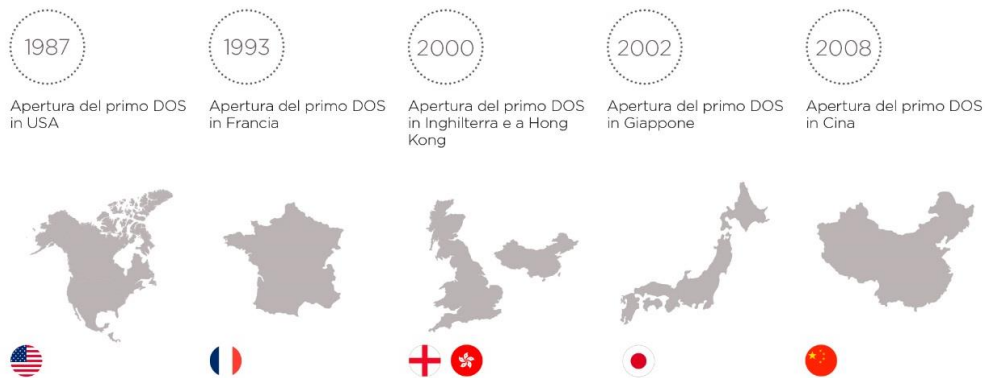 1987
Apertura del primo DOS
in USA
1993
Apertura del primo DOS
in Francia
2000
Apertura del primo DOS
in Inghilterra e a Hong
Kong
2002
Apertura del primo DOS
in Giappone
2008
Apertura del primo DOS
in Cina